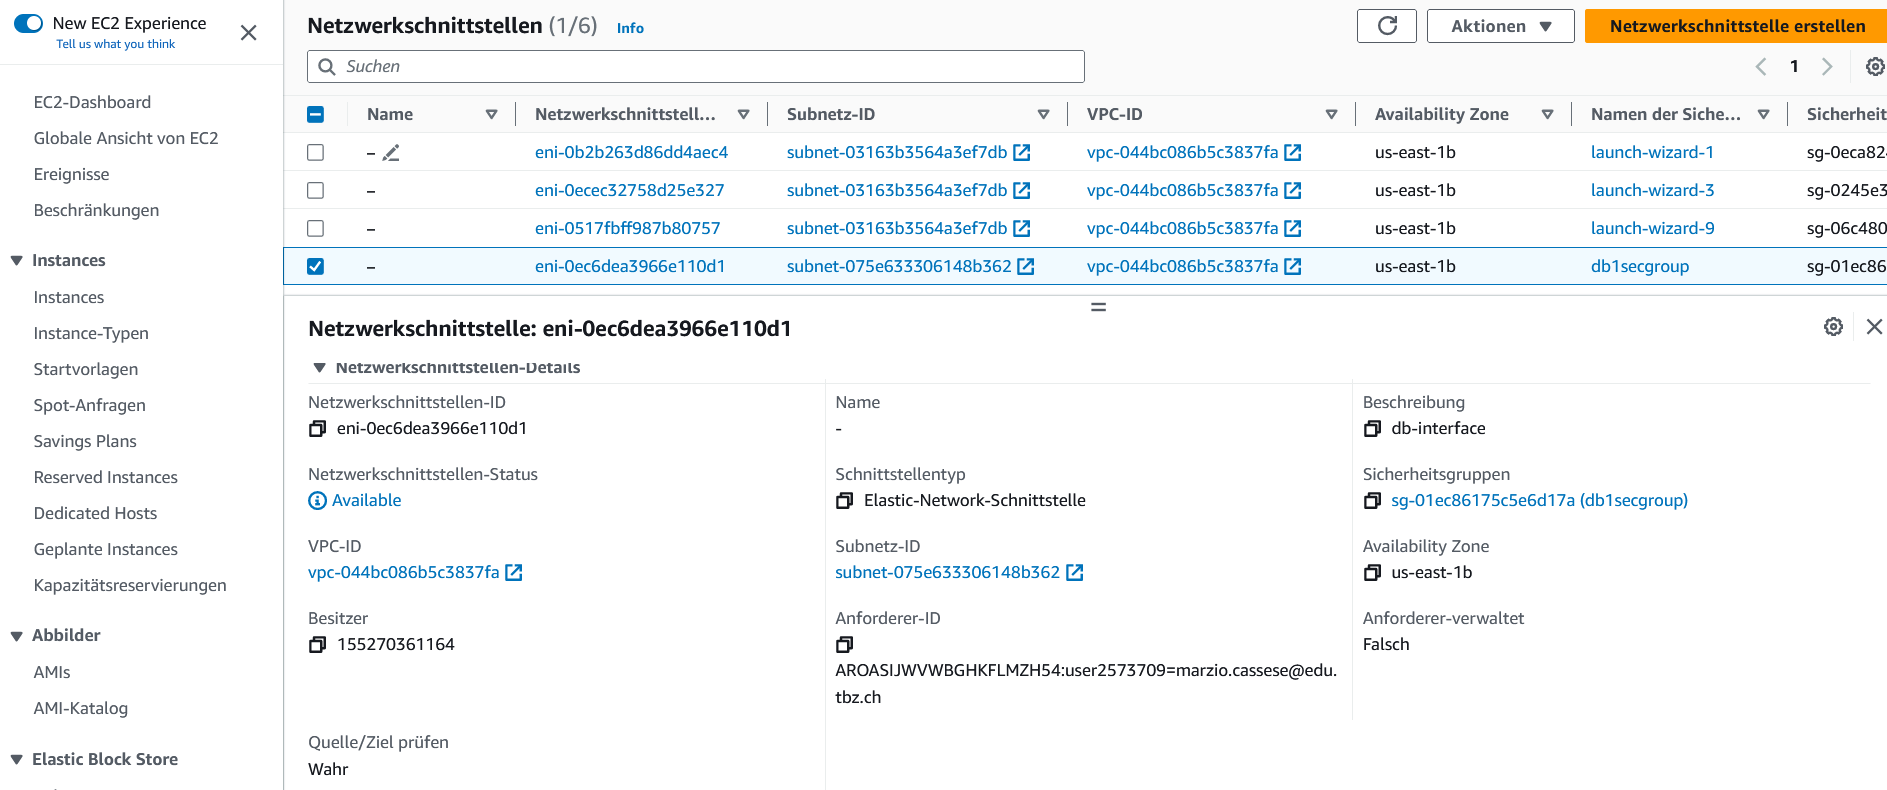 New EC2 Experience
Tell us what you think
EC2-Dashboard
Globale Ansicht von EC2
Ereignisse
Beschränkungen
Instances
Instances
Instance-Typen
Startvorlagen
Spot-Anfragen
Savings Plans
Reserved Instances
Dedicated Hosts
Geplante Instances
Kapazitätsreservierungen
Abbilder
AMIs
AMI-Katalog
Elastic Block Store
Netzwerkschnittstellen (1/6) Info
Aktionen
Netzwerkschnittstelle erstellen
Suchen
1
Name Netzwerkschnittstell... Subnetz-ID VPC-ID Availability Zone Namen der Siche... Sicherheit
– eni-0b2b263d86dd4aec4 subnet-03163b3564a3ef7db vpc-044bc086b5c3837fa us-east-1b launch-wizard-1 sg-0eca824
– eni-0ecec32758d25e327 subnet-03163b3564a3ef7db vpc-044bc086b5c3837fa us-east-1b launch-wizard-3 sg-0245e3
– eni-0517fbff987b80757 subnet-03163b3564a3ef7db vpc-044bc086b5c3837fa us-east-1b launch-wizard-9 sg-06c480
– eni-0ec6dea3966e110d1 subnet-075e633306148b362 vpc-044bc086b5c3837fa us-east-1b db1secgroup sg-01ec86
Netzwerkschnittstelle: eni-0ec6dea3966e110d1
Netzwerkschnittstellen-Details
Netzwerkschnittstellen-ID
eni-0ec6dea3966e110d1
Name
-
Beschreibung
db-interface
Netzwerkschnittstellen-Status
Available
Schnittstellentyp
Elastic-Network-Schnittstelle
Sicherheitsgruppen
sg-01ec86175c5e6d17a (db1secgroup)
VPC-ID
vpc-044bc086b5c3837fa
Subnetz-ID
subnet-075e633306148b362
Availability Zone
us-east-1b
Besitzer
155270361164
Anforderer-ID
AROASIJWVWBGHKFLMZH54:user2573709=marzio.cassese@edu.
tbz.ch
Anforderer-verwaltet
Falsch
Quelle/Ziel prüfen
Wahr